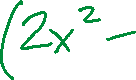 (2x² -